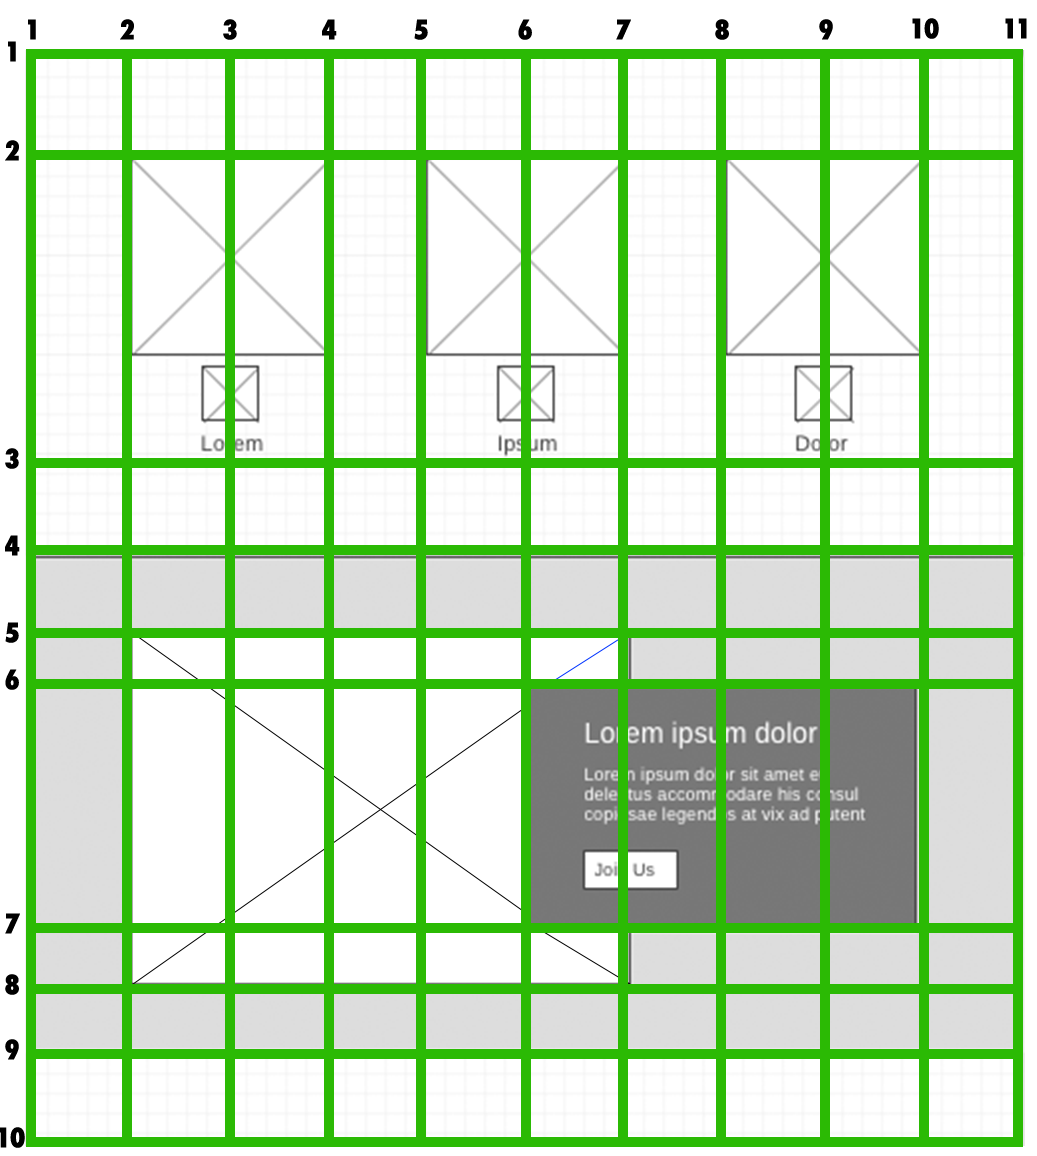 1 2 3 4 5 6 7 8 9 10 11
1
2
Lorem Ipsum Dolor
3
4
5
6
Lorem ipsum dolor
Lorem ipsum dolor sit amet e
delectus accommodare his consul
copiosae legendos at vix ad putent
Join Us
7
8
9
10